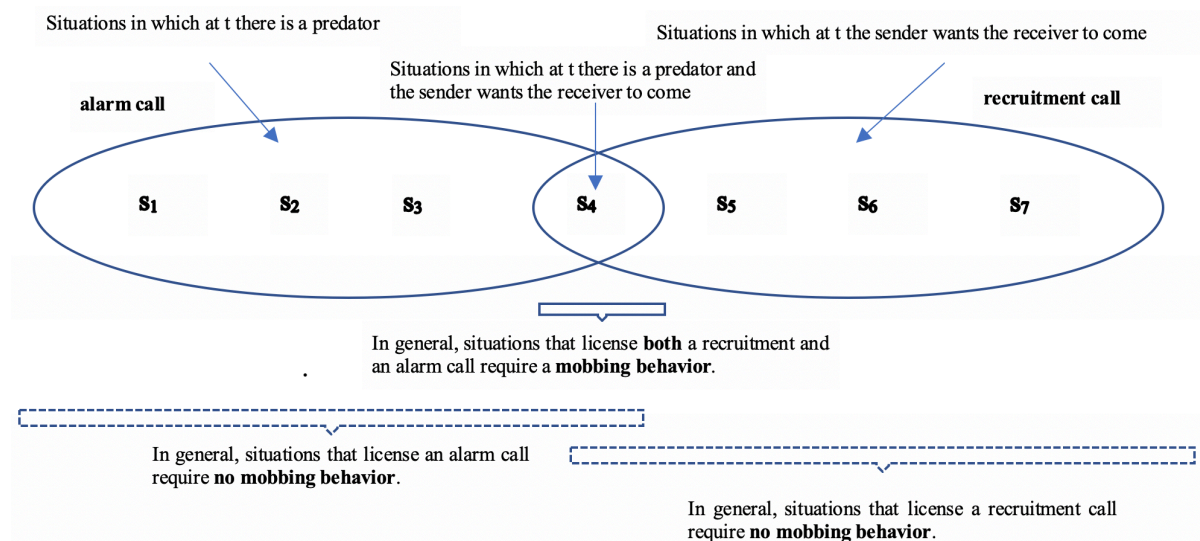 Situations in which at t there is a predator
Situations in which at t the sender wants the receiver to come
Situations in which at t there is a predator and
the sender wants the receiver to come
alarm call
recruitment call
S1 S2 S3 S4 S5 S6 S7
In general, situations that license both a recruitment and
an alarm call require a mobbing behavior.
.
In general, situations that license an alarm call
require no mobbing behavior.
In general, situations that license a recruitment call
require no mobbing behavior.